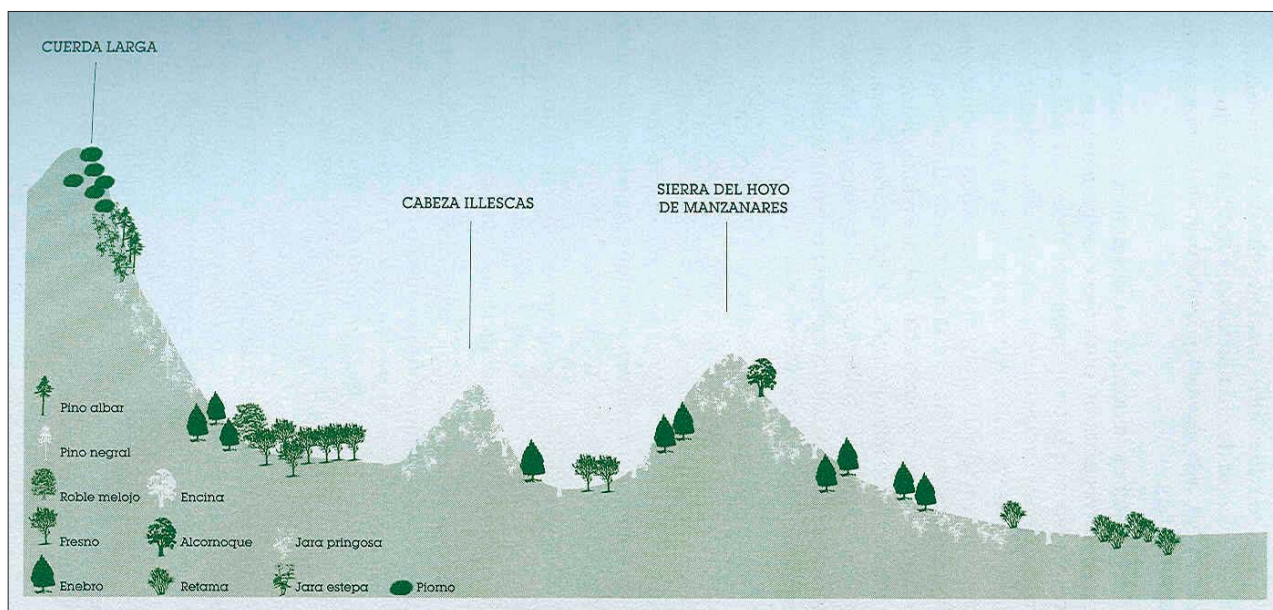 CUERDA LARGA
CABEZA ILLESCAS
SIERRA DEL HOYO
DE MANZANARES
Pino albar
Pino negral
Roble melojo
Encina
Fresno
Alcornoque
Jara pringosa
Enebro
Retama
Jara estepa
Piorno